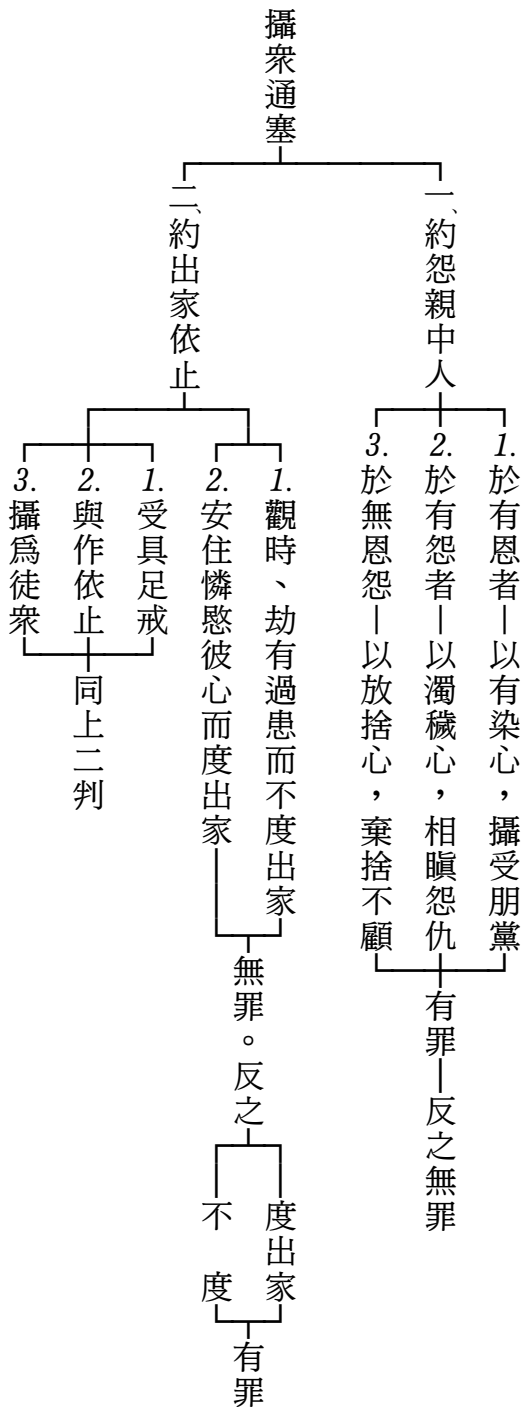 攝衆通塞
一、約怨親中人
1.於有恩者—以有染心，攝受朋黨
2.於有怨者—以濁穢心，相瞋怨仇
3.於無恩怨—以放捨心，棄捨不顧
有罪—反之無罪
二、約出家依止
1.觀時、劫有過患而不度出家
2.安住憐愍彼心而度出家
無罪。反之
度出家
不度
有罪
1.受具足戒
2.與作依止
3.攝爲徒衆
同上二判